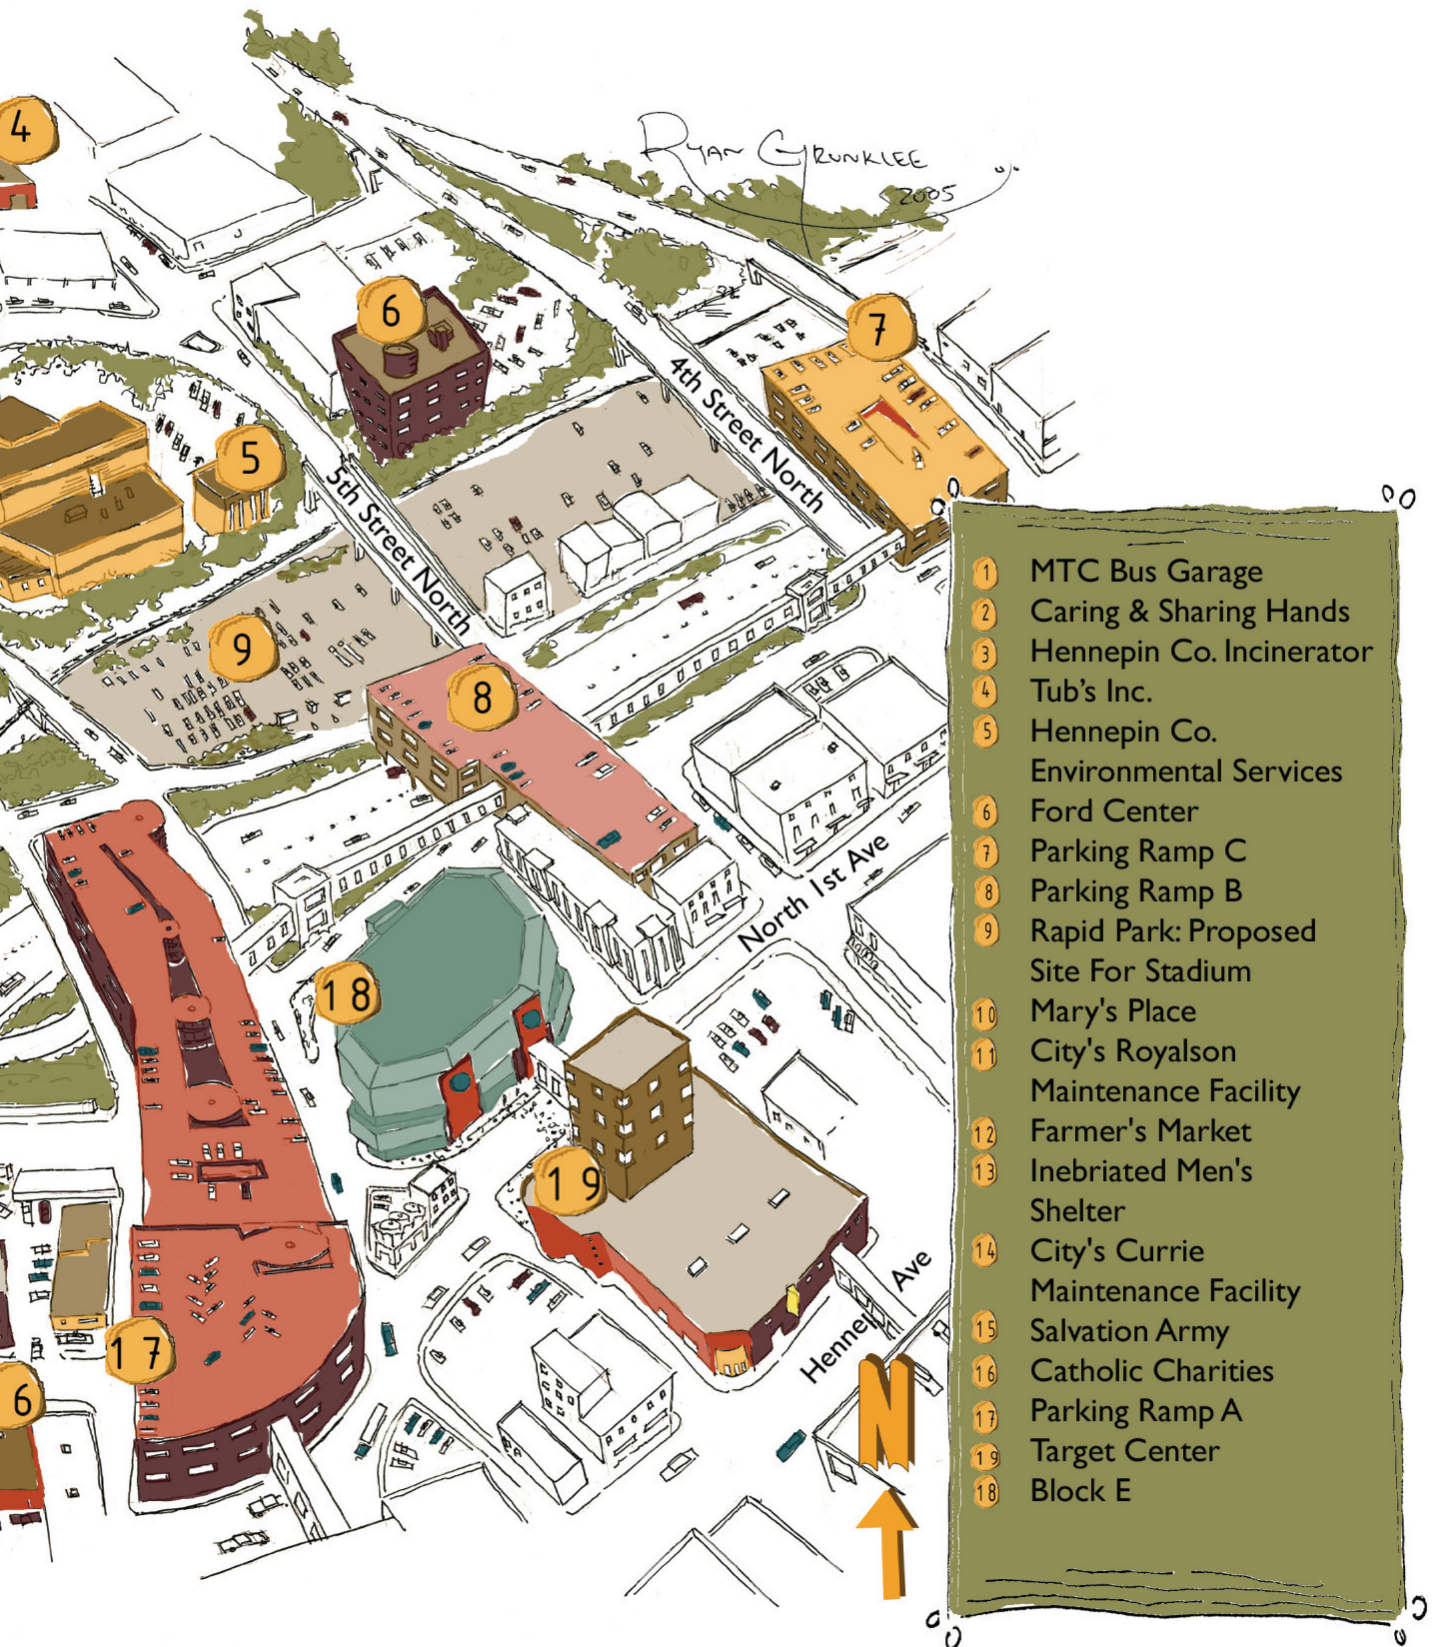 4
RYAN GRUNKLEE
2005
6
7
4th Street North
5
5th Street North
9
8
North 1st Ave
18
19
Hennep Ave
17
6
N
1 MTC Bus Garage
2 Caring & Sharing Hands
3 Hennepin Co. Incinerator
4 Tub's Inc.
5 Hennepin Co.
Environmental Services
6 Ford Center
7 Parking Ramp C
8 Parking Ramp B
9 Rapid Park: Proposed
Site For Stadium
10 Mary's Place
11 City's Royalson
Maintenance Facility
12 Farmer's Market
13 Inebriated Men's
Shelter
14 City's Currie
Maintenance Facility
15 Salvation Army
16 Catholic Charities
17 Parking Ramp A
19 Target Center
18 Block E